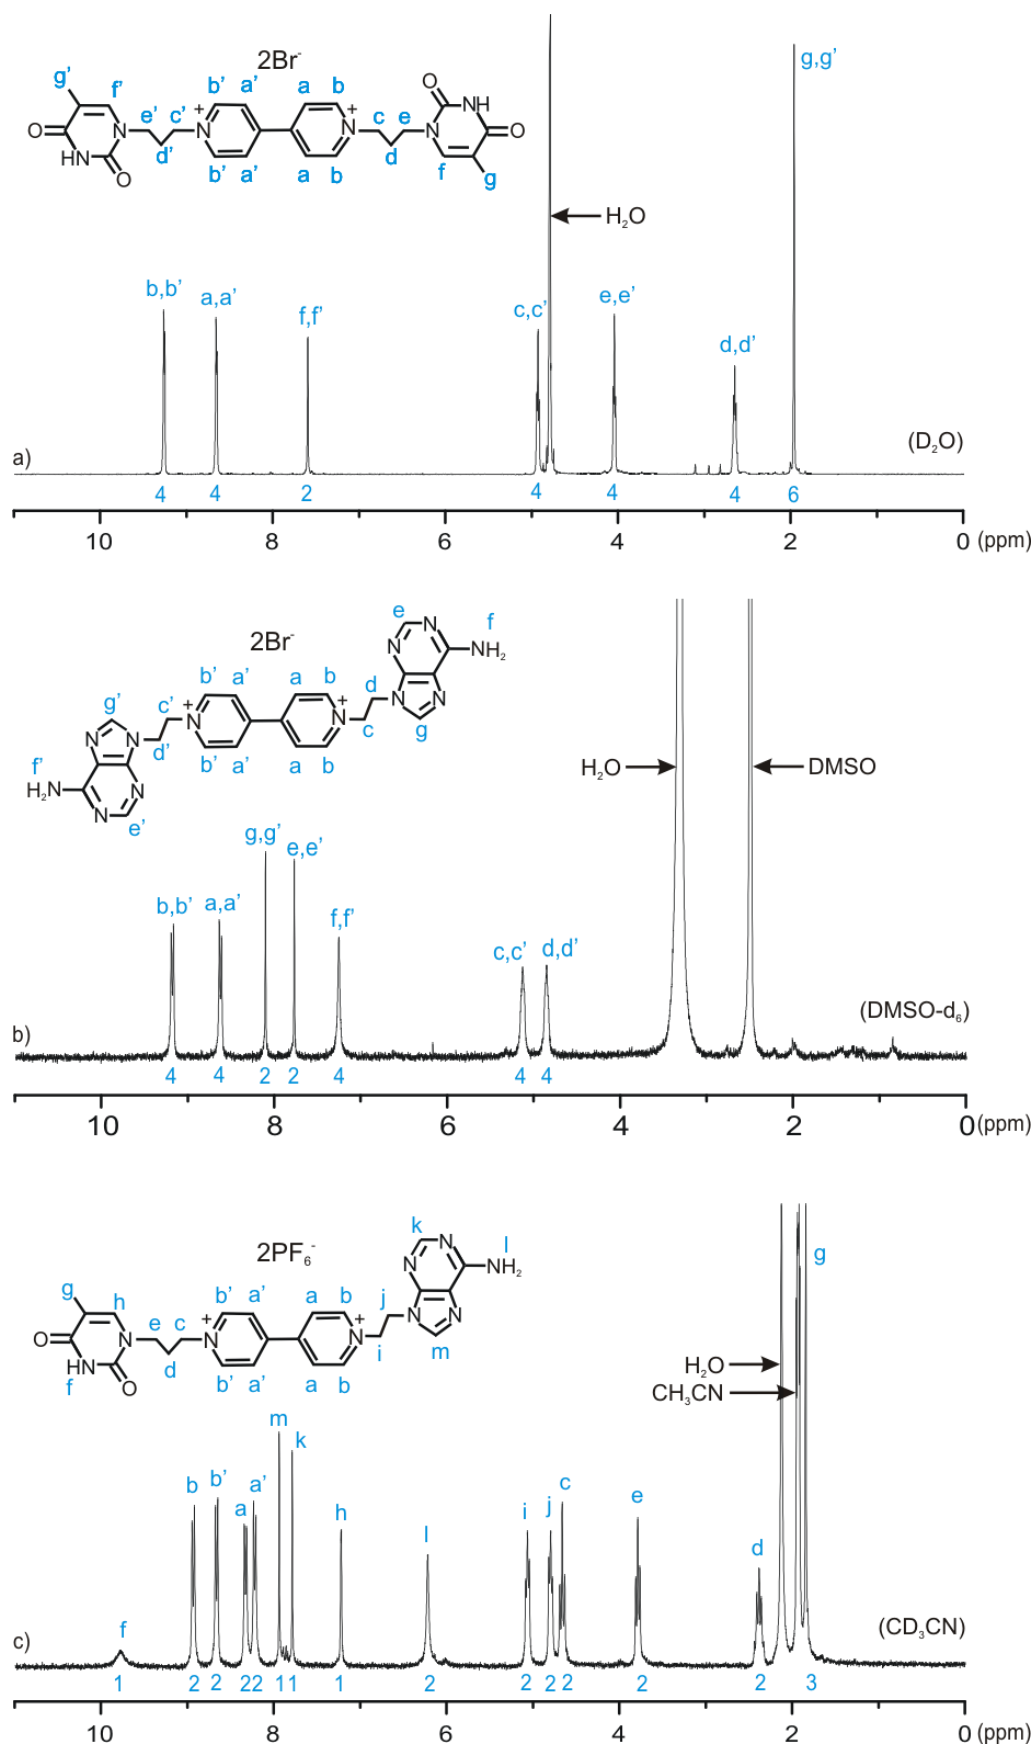 2Br⁻
g' f' b' a' a b
O
N e' c' N + + N c e N NH
O d' d O
NH O b' a' a b f g
g,g'
H₂O
b,b' a,a' f,f' c,c' e,e' d,d'
(D₂O)
a)
4 4 2 4 4 4 6
10 8 6 4 2 0 (ppm)
2Br⁻
e f
N N NH₂
b' a' a b d N N
g' c' N + + N c g
N N d' b' a' a b
f' H₂N N N
e'
H₂O DMSO
g,g' e,e'
b,b' a,a' f,f'
c,c' d,d'
(DMSO-d₆)
b)
4 4 2 2 4 4 4
10 8 6 4 2 0 (ppm)
2PF₆⁻
k l
N N NH₂
g h b' a' a b j N N
O N e c N + + N i m
NH O d
f b' a' a b
g
H₂O
CH₃CN
m k
b b' a a' h l i j c e d
f
(CD₃CN)
c)
1 2 2 2 2 1 1 1 2 2 2 2 2 2 3
10 8 6 4 2 0 (ppm)